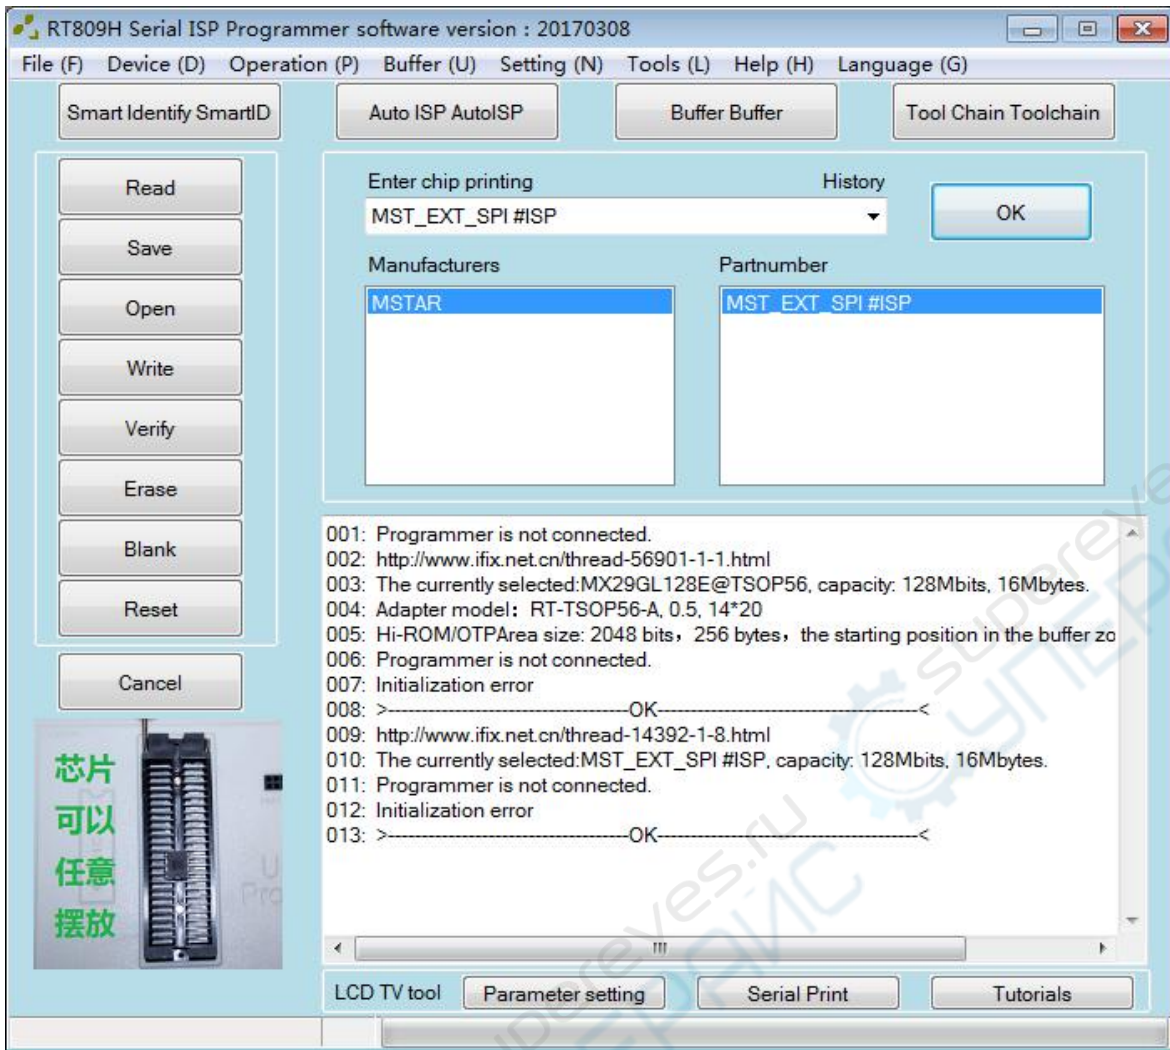 RT809H Serial ISP Programmer software version : 20170308
File (F) Device (D) Operation (P) Buffer (U) Setting (N) Tools (L) Help (H) Language (G)
Smart Identify SmartID
Auto ISP AutoISP
Buffer Buffer
Tool Chain Toolchain
Read
Save
Open
Write
Verify
Erase
Blank
Reset
Cancel
芯片
可以
任意
摆放
Enter chip printing
History
MST_EXT_SPI #ISP
OK
Manufacturers
Partnumber
MSTAR
MST_EXT_SPI #ISP
001: Programmer is not connected.
002: http://www.ifix.net.cn/thread-56901-1-1.html
003: The currently selected:MX29GL128E@TSOP56, capacity: 128Mbits, 16Mbytes.
004: Adapter model：RT-TSOP56-A, 0.5, 14*20
005: Hi-ROM/OTPArea size: 2048 bits，256 bytes，the starting position in the buffer zo
006: Programmer is not connected.
007: Initialization error
008: >-----------------------------------OK-----------------------------------<
009: http://www.ifix.net.cn/thread-14392-1-8.html
010: The currently selected:MST_EXT_SPI #ISP, capacity: 128Mbits, 16Mbytes.
011: Programmer is not connected.
012: Initialization error
013: >-----------------------------------OK-----------------------------------<
LCD TV tool
Parameter setting
Serial Print
Tutorials